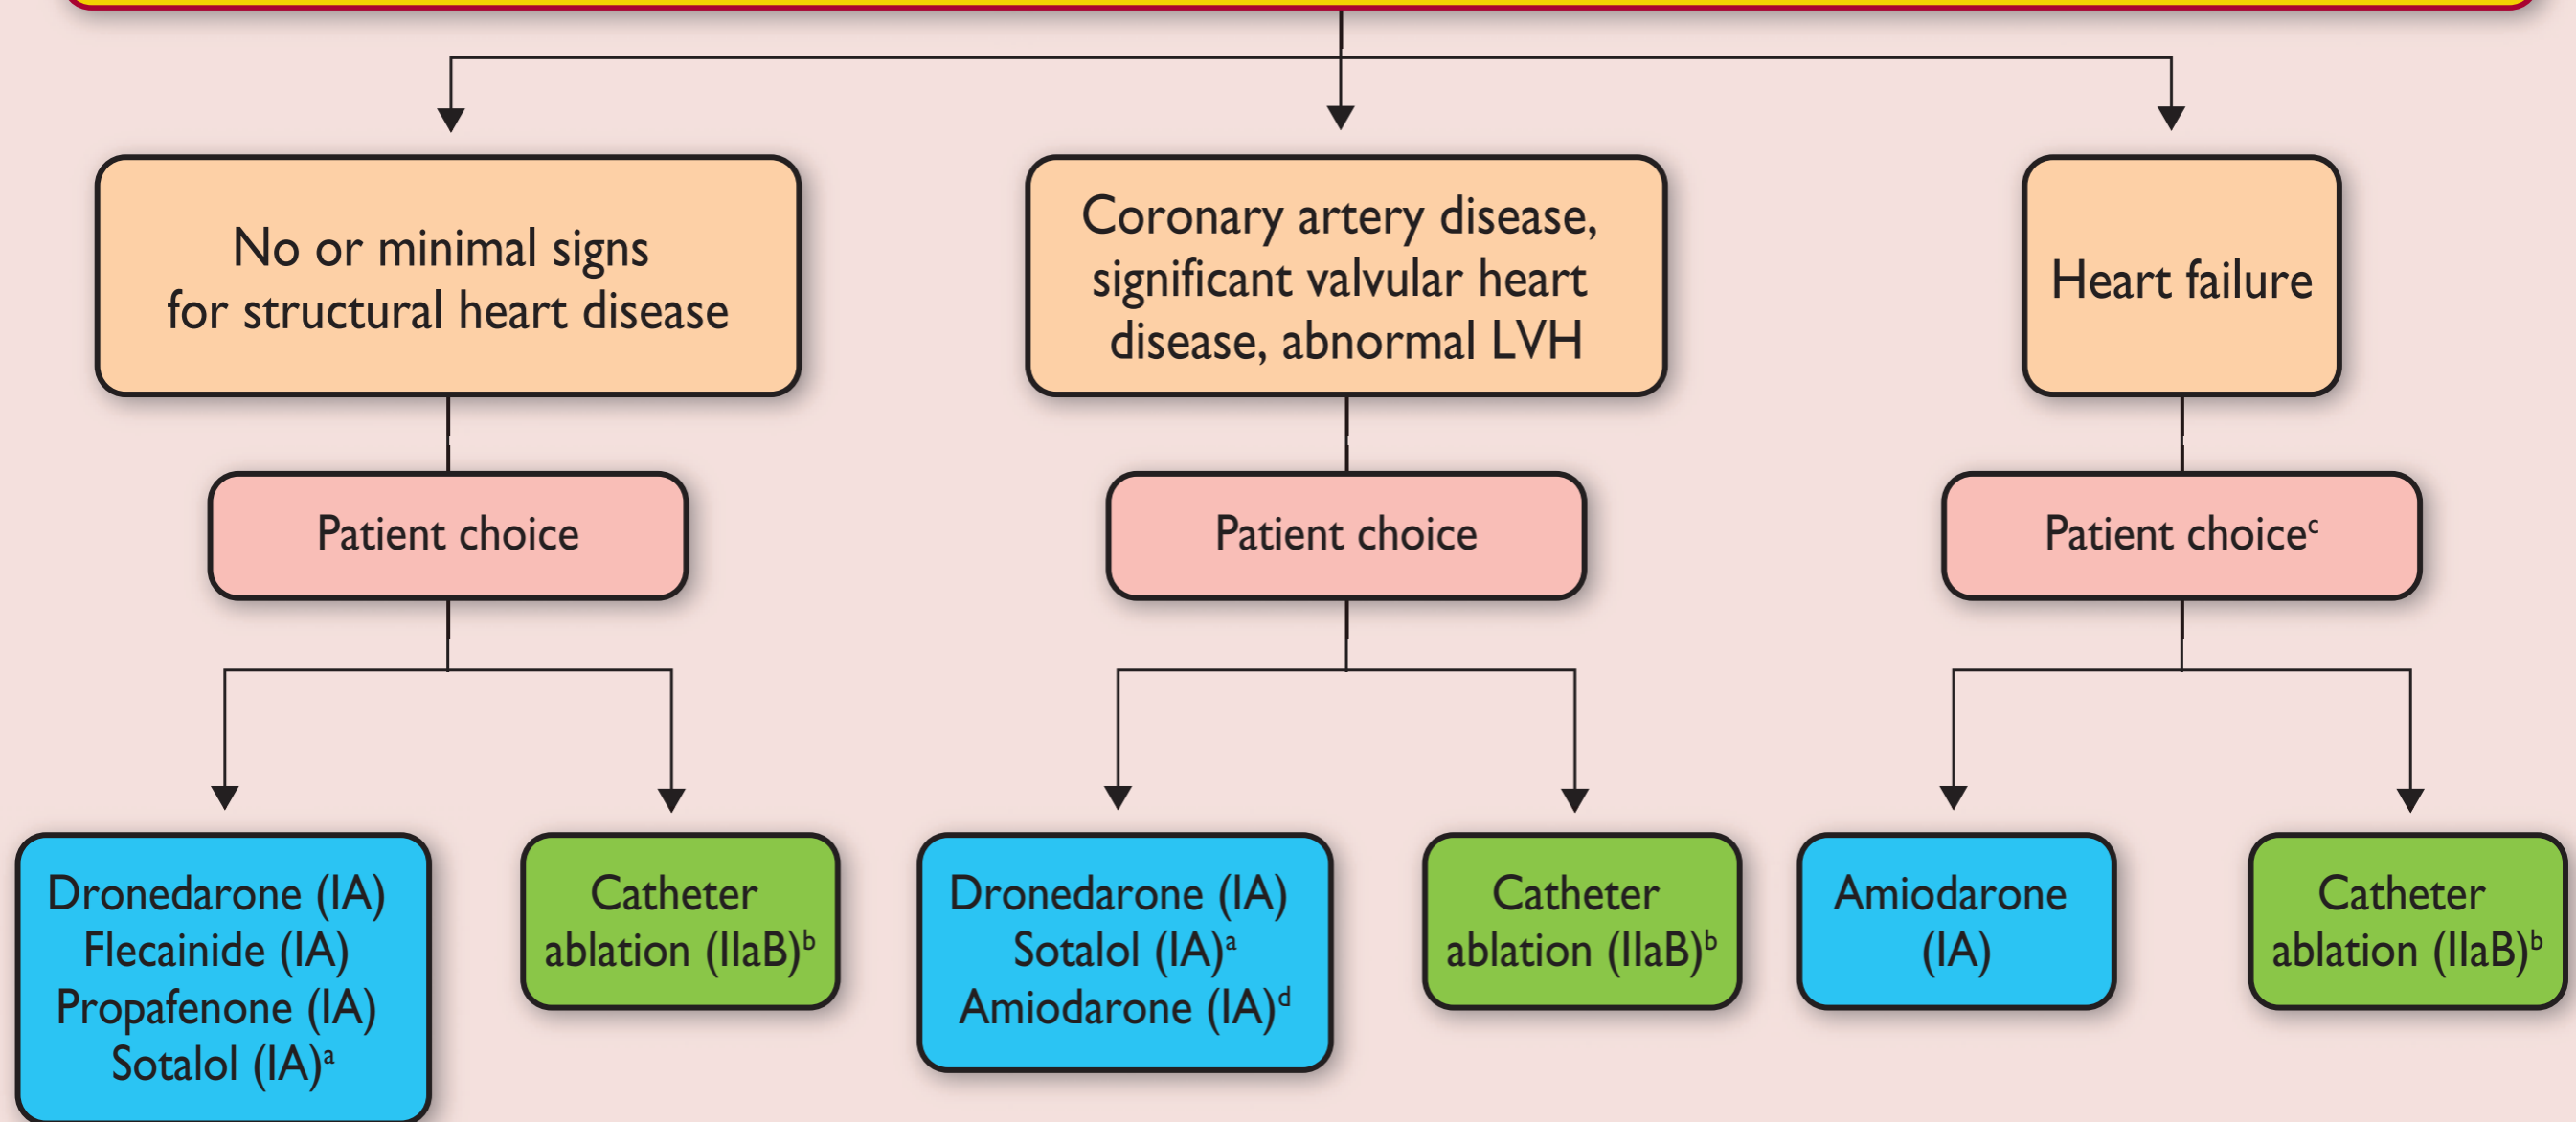 No or minimal signs
for structural heart disease
Coronary artery disease,
significant valvular heart
disease, abnormal LVH
Heart failure
Patient choice
Patient choice
Patient choiceᶜ
Dronedarone (IA)
Flecainide (IA)
Propafenone (IA)
Sotalol (IA)ᵃ
Catheter
ablation (IIaB)ᵇ
Dronedarone (IA)
Sotalol (IA)ᵃ
Amiodarone (IA)ᵈ
Catheter
ablation (IIaB)ᵇ
Amiodarone
(IA)
Catheter
ablation (IIaB)ᵇ